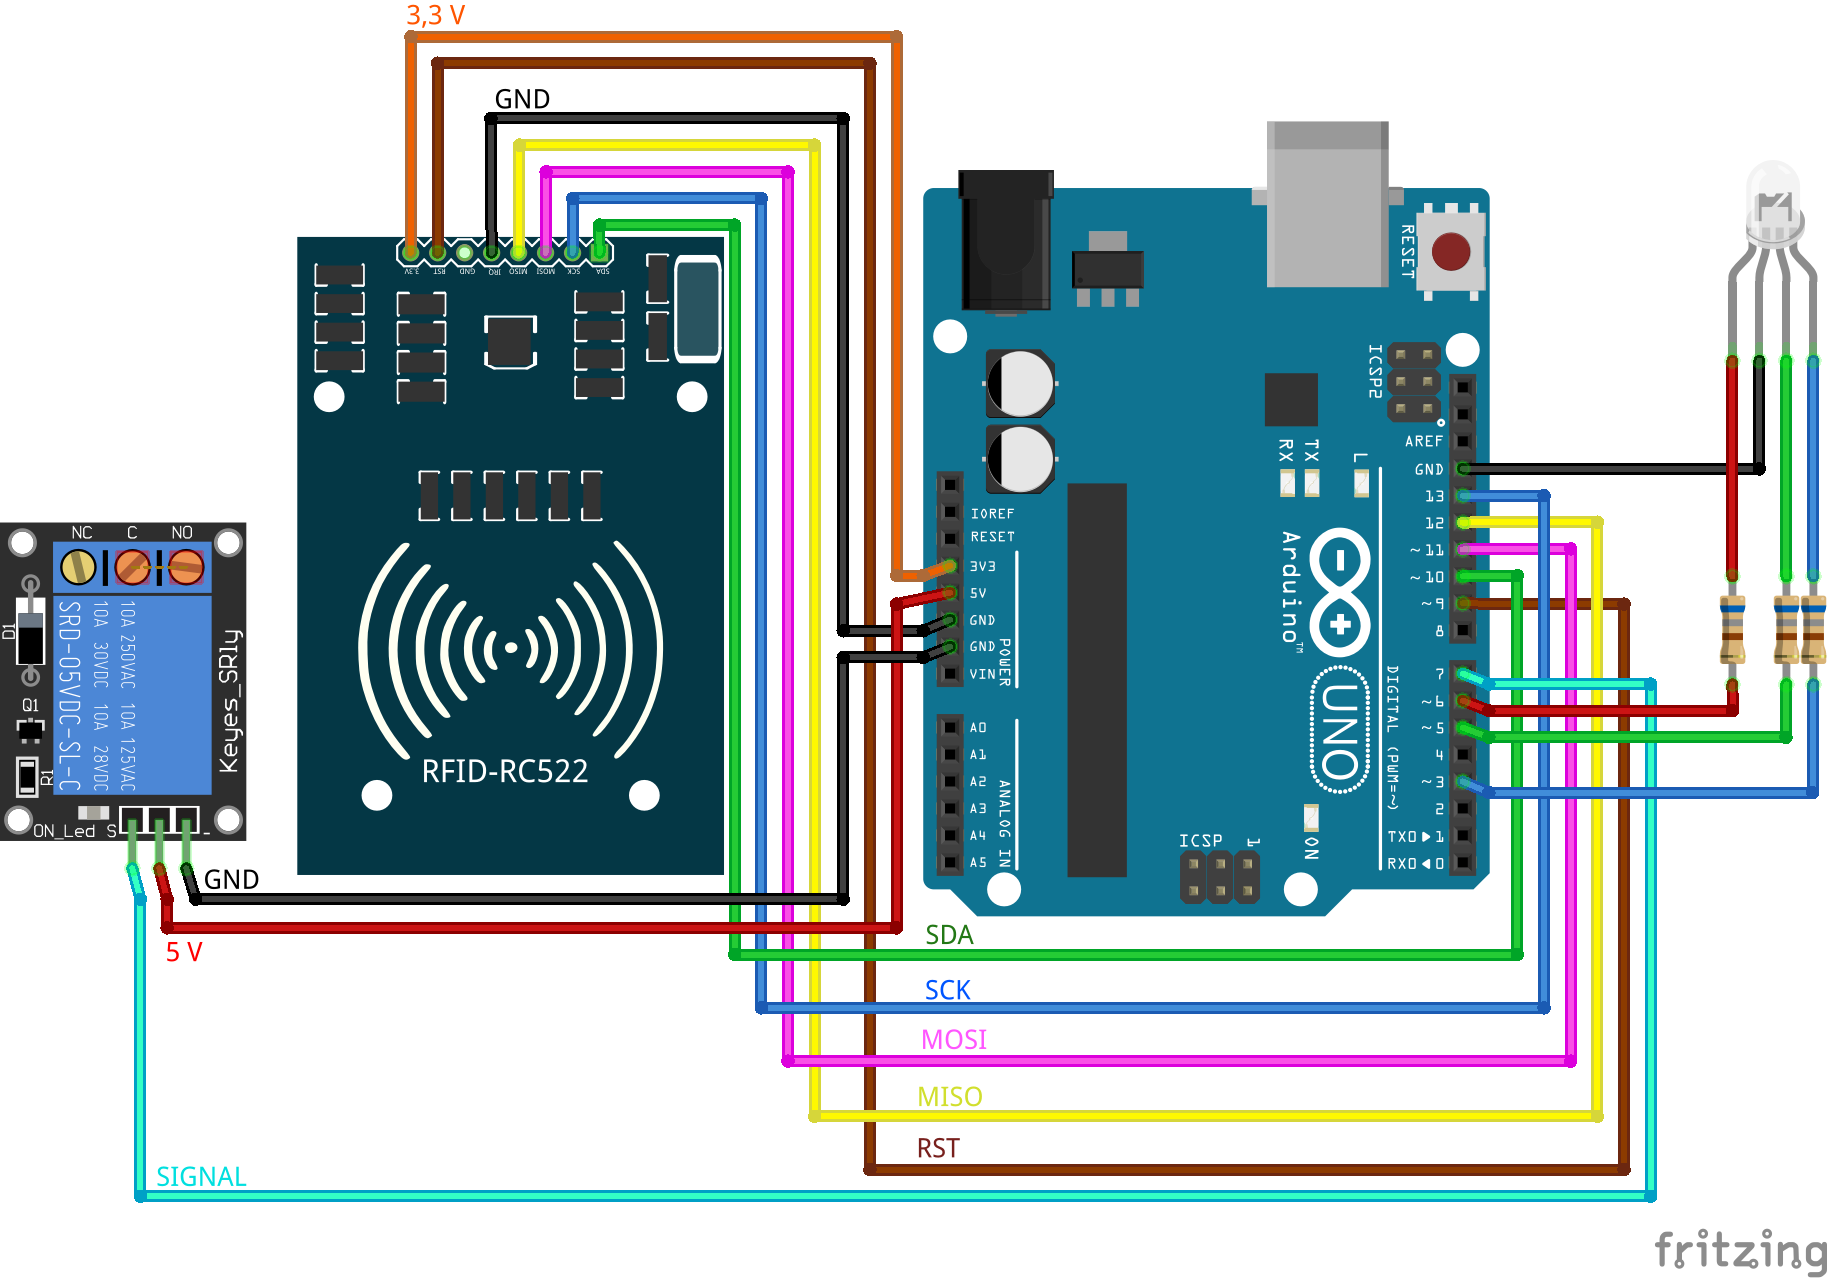 3,3 V
GND
3.3V
RST
GND
IRQ
MISO
MOSI
SCK
SDA
RFID-RC522
NC
C
NO
SRD-05VDC-SL-C
10A 30VDC 10A 28VDC
10A 250VAC 10A 125VAC
Keyes_SR1y
D1
Q1
R1
ON_Led
S
-
GND
5 V
SIGNAL
RESET
ICSP2
AREF
GND
13
12
~11
~10
~9
8
7
~6
~5
4
~3
2
TX0 ▶ 1
RX0 ◀ 0
DIGITAL (PWM=~)
RX
TX
L
Arduino™
UNO
ON
ICSP
1
IOREF
RESET
3V3
5V
GND
GND
VIN
POWER
A0
A1
A2
A3
A4
A5
ANALOG IN
SDA
SCK
MOSI
MISO
RST
fritzing